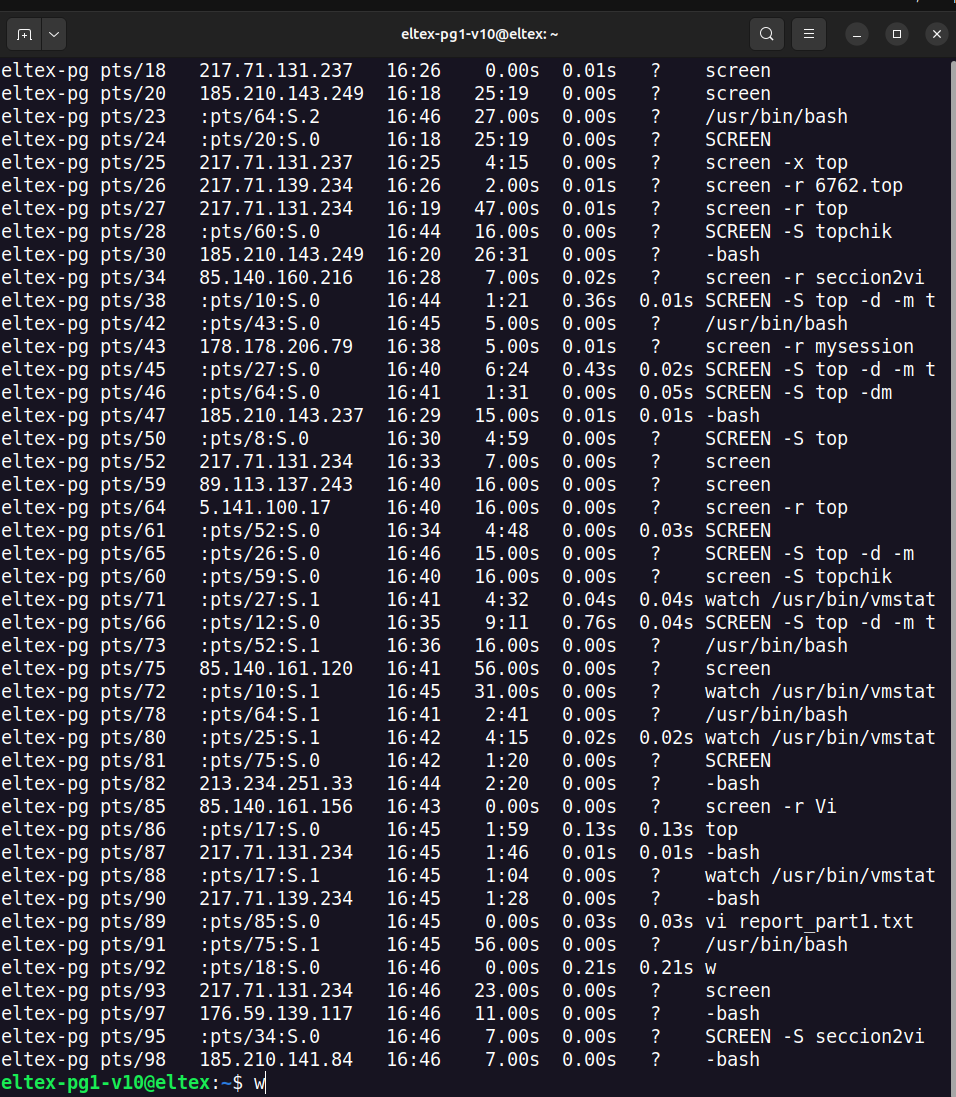 eltex-pg1-v10@eltex: ~
eltex-pg pts/18   217.71.131.237   16:26    0.00s  0.01s   ?    screen
eltex-pg pts/20   185.210.143.249  16:18   25:19   0.00s   ?    screen
eltex-pg pts/23   :pts/64:S.2      16:46   27.00s  0.00s   ?    /usr/bin/bash
eltex-pg pts/24   :pts/20:S.0      16:18   25:19   0.00s   ?    SCREEN
eltex-pg pts/25   217.71.131.237   16:25    4:15   0.00s   ?    screen -x top
eltex-pg pts/26   217.71.139.234   16:26    2.00s  0.01s   ?    screen -r 6762.top
eltex-pg pts/27   217.71.131.234   16:19   47.00s  0.01s   ?    screen -r top
eltex-pg pts/28   :pts/60:S.0      16:44   16.00s  0.00s   ?    SCREEN -S topchik
eltex-pg pts/30   185.210.143.249  16:20   26:31   0.00s   ?    -bash
eltex-pg pts/34   85.140.160.216   16:28    7.00s  0.02s   ?    screen -r seccion2vi
eltex-pg pts/38   :pts/10:S.0      16:44    1:21   0.36s  0.01s SCREEN -S top -d -m t
eltex-pg pts/42   :pts/43:S.0      16:45    5.00s  0.00s   ?    /usr/bin/bash
eltex-pg pts/43   178.178.206.79   16:38    5.00s  0.01s   ?    screen -r mysession
eltex-pg pts/45   :pts/27:S.0      16:40    6:24   0.43s  0.02s SCREEN -S top -d -m t
eltex-pg pts/46   :pts/64:S.0      16:41    1:31   0.00s  0.05s SCREEN -S top -dm
eltex-pg pts/47   185.210.143.237  16:29   15.00s  0.01s  0.01s -bash
eltex-pg pts/50   :pts/8:S.0       16:30    4:59   0.00s   ?    SCREEN -S top
eltex-pg pts/52   217.71.131.234   16:33    7.00s  0.00s   ?    screen
eltex-pg pts/59   89.113.137.243   16:40   16.00s  0.00s   ?    screen
eltex-pg pts/64   5.141.100.17     16:40   16.00s  0.00s   ?    screen -r top
eltex-pg pts/61   :pts/52:S.0      16:34    4:48   0.00s  0.03s SCREEN
eltex-pg pts/65   :pts/26:S.0      16:46   15.00s  0.00s   ?    SCREEN -S top -d -m
eltex-pg pts/60   :pts/59:S.0      16:40   16.00s  0.00s   ?    screen -S topchik
eltex-pg pts/71   :pts/27:S.1      16:41    4:32   0.04s  0.04s watch /usr/bin/vmstat
eltex-pg pts/66   :pts/12:S.0      16:35    9:11   0.76s  0.04s SCREEN -S top -d -m t
eltex-pg pts/73   :pts/52:S.1      16:36   16.00s  0.00s   ?    /usr/bin/bash
eltex-pg pts/75   85.140.161.120   16:41   56.00s  0.00s   ?    screen
eltex-pg pts/72   :pts/10:S.1      16:45   31.00s  0.00s   ?    watch /usr/bin/vmstat
eltex-pg pts/78   :pts/64:S.1      16:41    2:41   0.00s   ?    /usr/bin/bash
eltex-pg pts/80   :pts/25:S.1      16:42    4:15   0.02s  0.02s watch /usr/bin/vmstat
eltex-pg pts/81   :pts/75:S.0      16:42    1:20   0.00s   ?    SCREEN
eltex-pg pts/82   213.234.251.33   16:44    2:20   0.00s   ?    -bash
eltex-pg pts/85   85.140.161.156   16:43    0.00s  0.00s   ?    screen -r Vi
eltex-pg pts/86   :pts/17:S.0      16:45    1:59   0.13s  0.13s top
eltex-pg pts/87   217.71.131.234   16:45    1:46   0.01s  0.01s -bash
eltex-pg pts/88   :pts/17:S.1      16:45    1:04   0.00s   ?    watch /usr/bin/vmstat
eltex-pg pts/90   217.71.139.234   16:45    1:28   0.00s   ?    -bash
eltex-pg pts/89   :pts/85:S.0      16:45    0.00s  0.03s  0.03s vi report_part1.txt
eltex-pg pts/91   :pts/75:S.1      16:45   56.00s  0.00s   ?    /usr/bin/bash
eltex-pg pts/92   :pts/18:S.0      16:46    0.00s  0.21s  0.21s w
eltex-pg pts/93   217.71.131.234   16:46   23.00s  0.00s   ?    screen
eltex-pg pts/97   176.59.139.117   16:46   11.00s  0.00s   ?    -bash
eltex-pg pts/95   :pts/34:S.0      16:46    7.00s  0.00s   ?    SCREEN -S seccion2vi
eltex-pg pts/98   185.210.141.84   16:46    7.00s  0.00s   ?    -bash
eltex-pg1-v10@eltex:~$ w